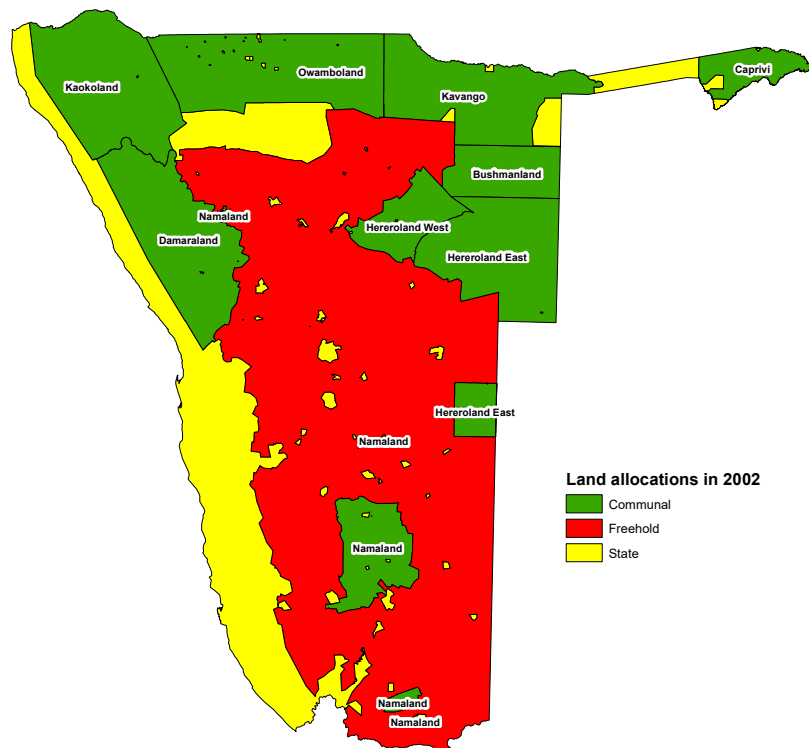 Owamboland
Caprivi
Kaokoland
Kavango
Bushmanland
Namaland
Hereroland West
Damaraland
Hereroland East
Hereroland East
Namaland
Land allocations in 2002
Communal
Freehold
State
Namaland
Namaland
Namaland